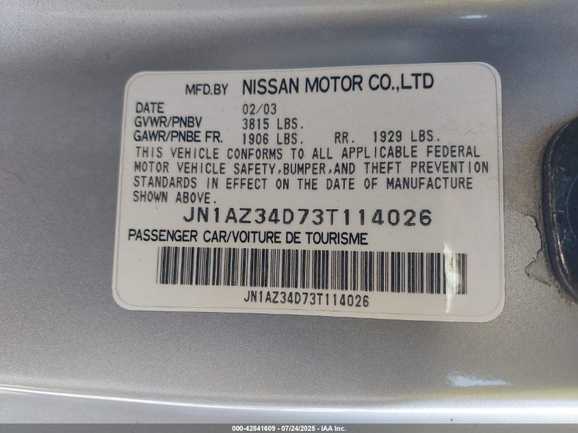 MFD.BY NISSAN MOTOR CO.,LTD
DATE 02/03
GVWR/PNBV 3815 LBS.
GAWR/PNBE FR. 1906 LBS. RR. 1929 LBS.
THIS VEHICLE CONFORMS TO ALL APPLICABLE FEDERAL
MOTOR VEHICLE SAFETY,BUMPER,AND THEFT PREVENTION
STANDARDS IN EFFECT ON THE DATE OF MANUFACTURE
SHOWN ABOVE.
JN1AZ34D73T114026
PASSENGER CAR/VOITURE DE TOURISME
JN1AZ34D73T114026
000-42541609 - 07/24/2025 - IAA Inc.